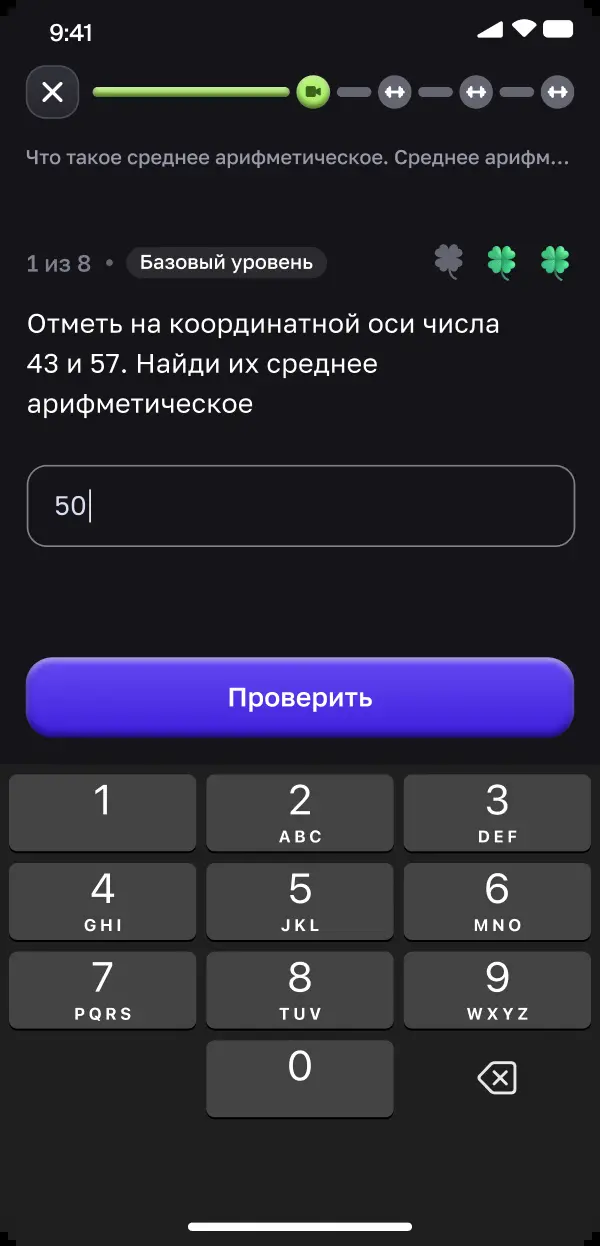 9:41
Что такое среднее арифметическое. Среднее арифм...
1 из 8 • Базовый уровень
Отметь на координатной оси числа
43 и 57. Найди их среднее
арифметическое
50
Проверить
1 2 3
ABC DEF
4 5 6
GHI JKL MNO
7 8 9
PQRS TUV WXYZ
0